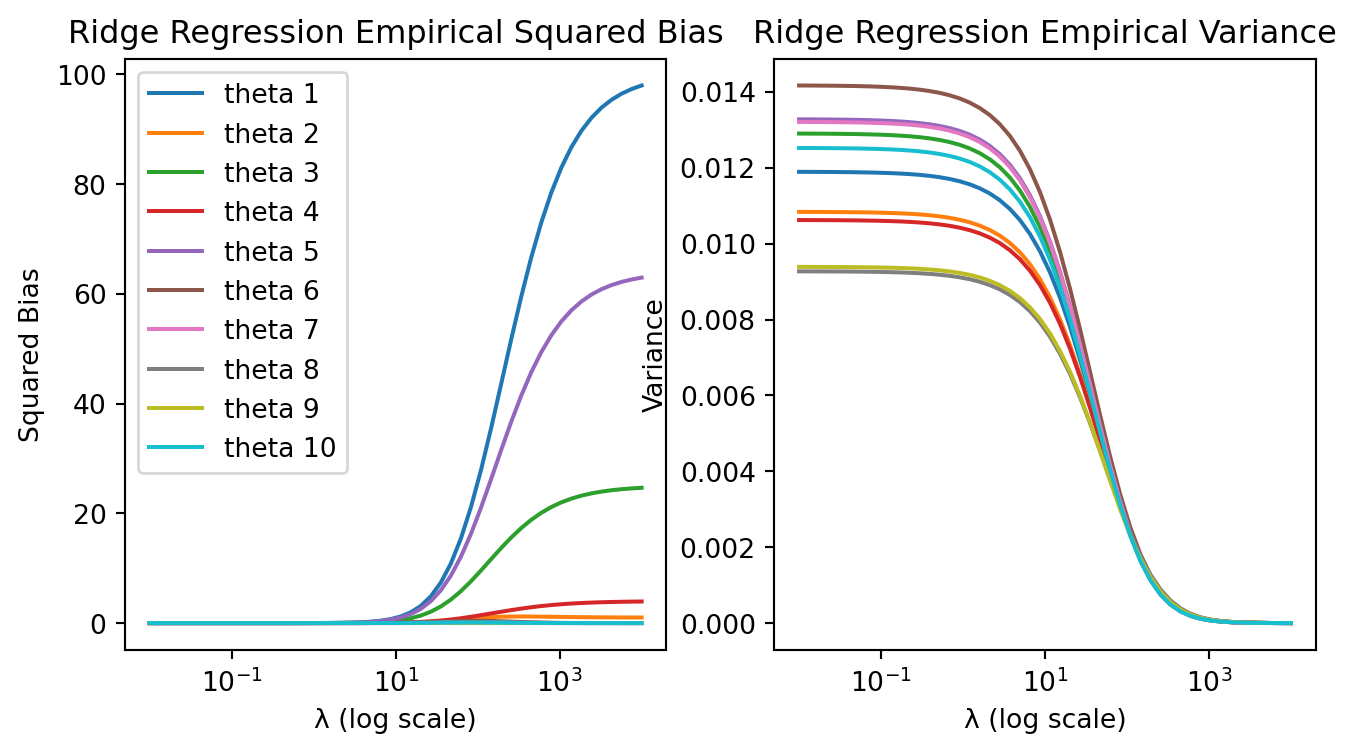 Ridge Regression Empirical Squared Bias
Squared Bias
100
80
60
40
20
0
theta 1
theta 2
theta 3
theta 4
theta 5
theta 6
theta 7
theta 8
theta 9
theta 10
10⁻¹
10¹
10³
λ (log scale)
Ridge Regression Empirical Variance
Variance
0.014
0.012
0.010
0.008
0.006
0.004
0.002
0.000
10⁻¹
10¹
10³
λ (log scale)